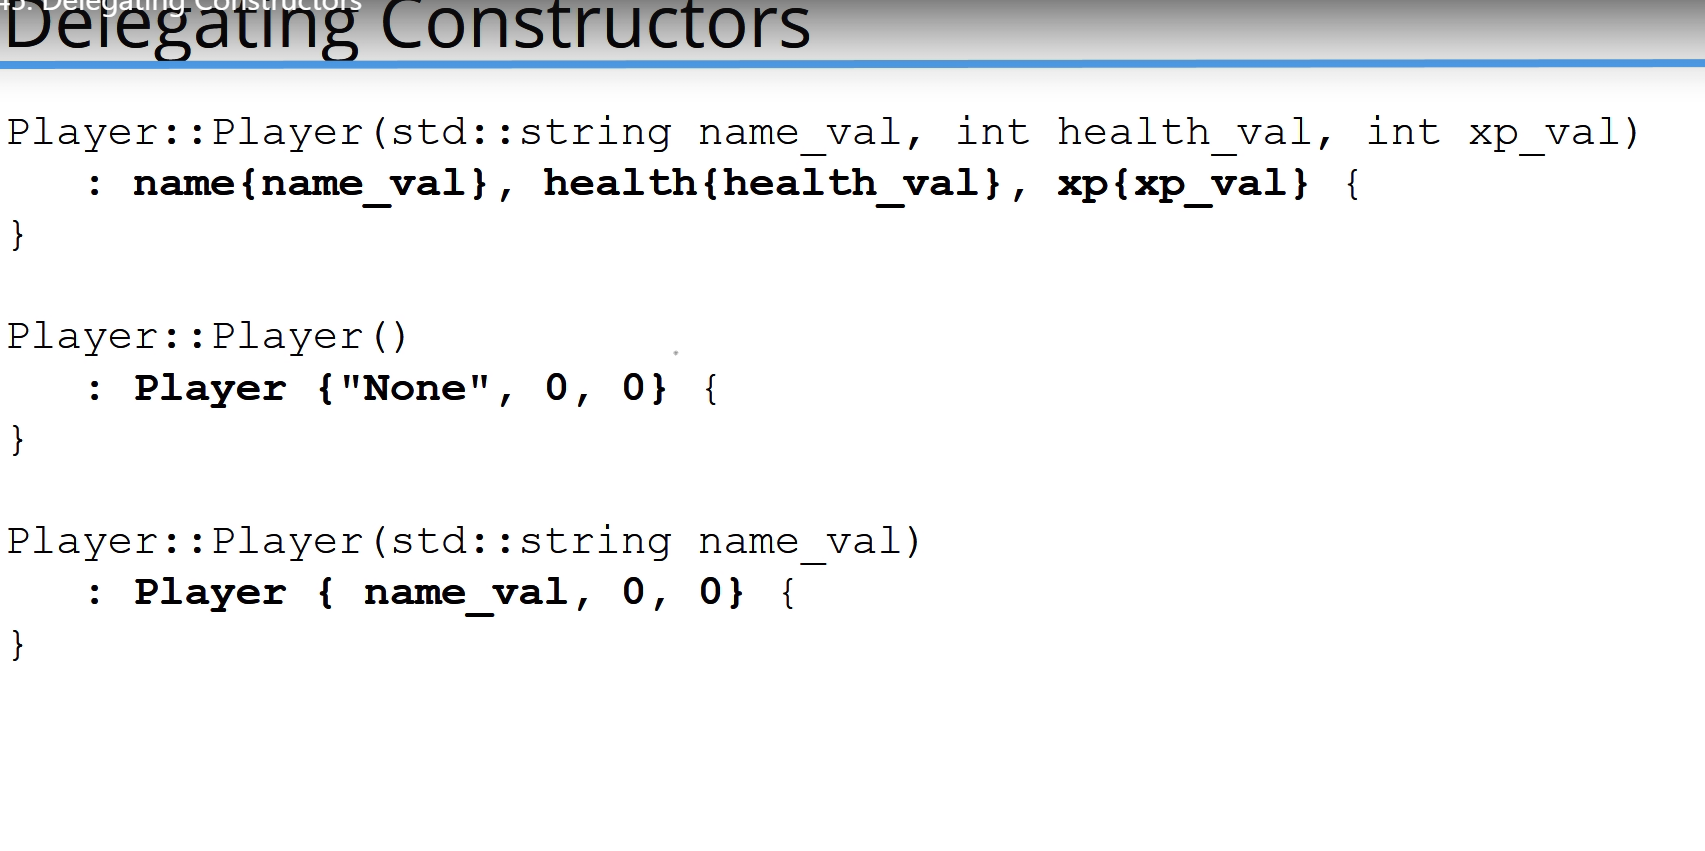 45. Delegating Constructors
Delegating Constructors
Player::Player(std::string name_val, int health_val, int xp_val)
   : name{name_val}, health{health_val}, xp{xp_val} {
}
Player::Player()
   : Player {"None", 0, 0} {
}
Player::Player(std::string name_val)
   : Player { name_val, 0, 0} {
}